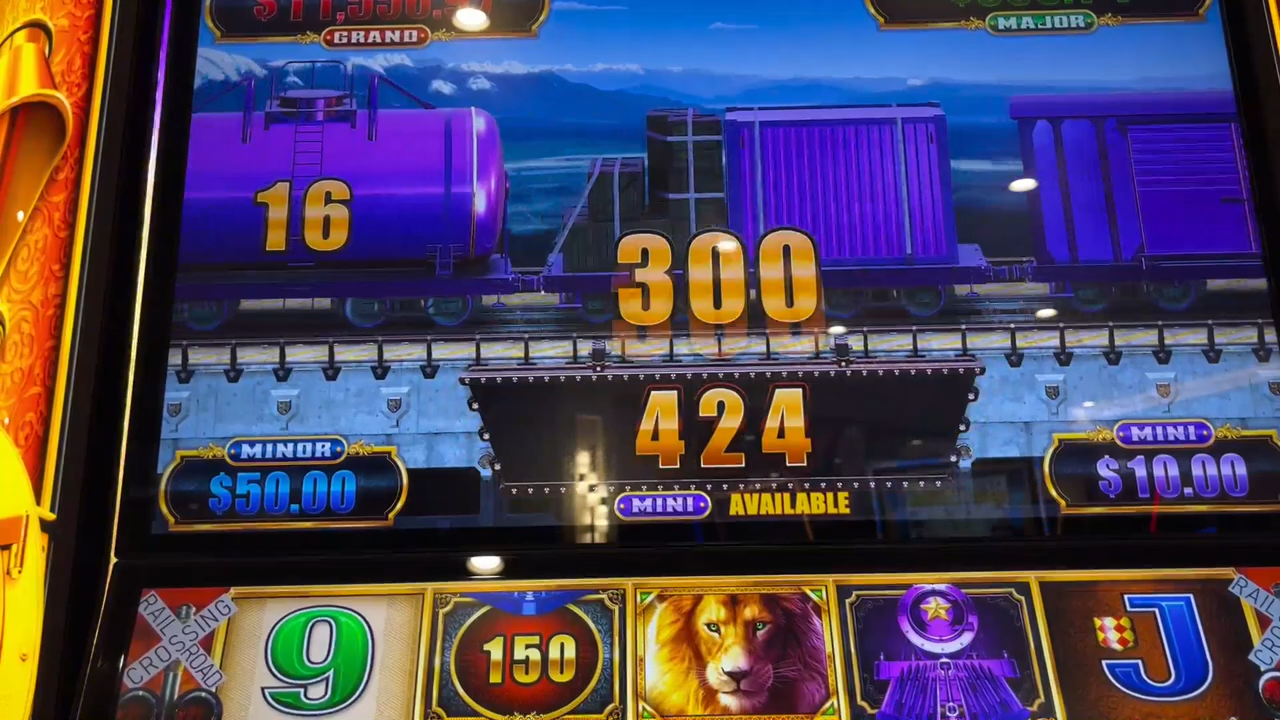 GRAND
MAJOR
16
300
424
MINOR
$50.00
MINI
$10.00
MINI AVAILABLE
RAILROAD
CROSSING
9
150
J